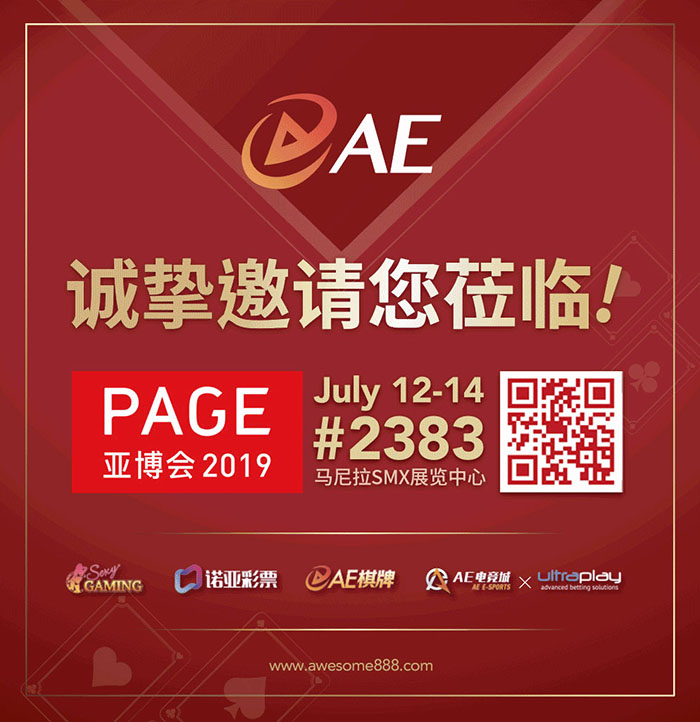 AE
诚挚邀请您莅临!
PAGE
亚博会 2019
July 12-14
#2383
马尼拉SMX展览中心
Sexy
GAMING
诺亚彩票
AE棋牌
AE电竞城
AE E-SPORTS
×
ultraplay
advanced betting solutions
www.awesome888.com